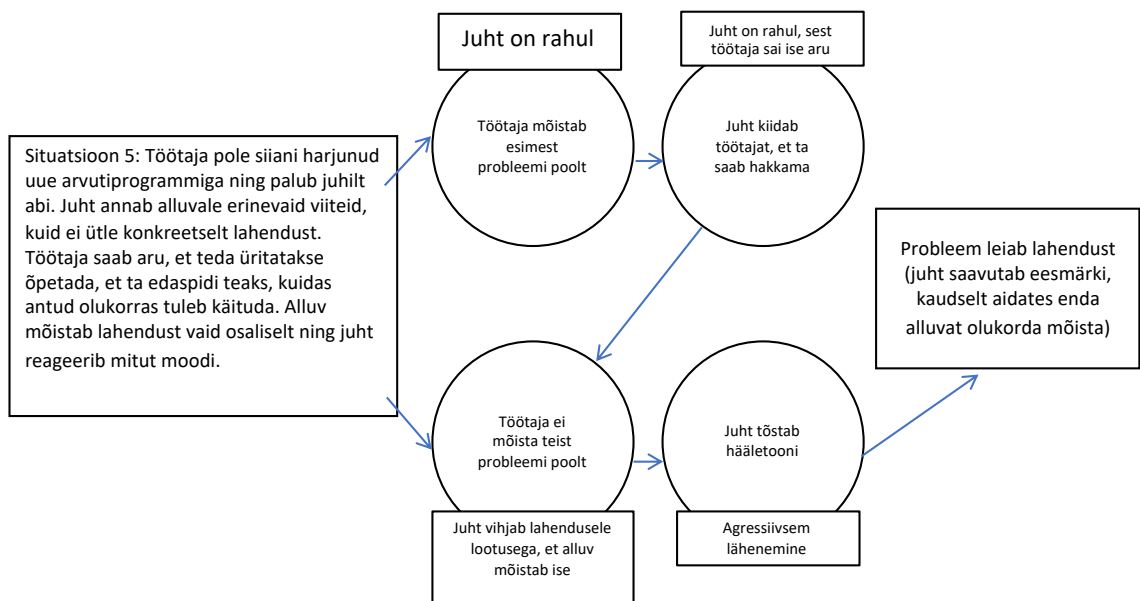 Situatsioon 5: Töötaja pole siiani harjunud
uue arvutiprogrammiga ning palub juhilt
abi. Juht annab alluvale erinevaid viiteid,
kuid ei ütle konkreetselt lahendust.
Töötaja saab aru, et teda üritatakse
õpetada, et ta edaspidi teaks, kuidas
antud olukorras tuleb käituda. Alluv
mõistab lahendust vaid osaliselt ning juht
reageerib mitut moodi.
Juht on rahul
Töötaja mõistab
esimest
probleemi poolt
Juht on rahul, sest
töötaja sai ise aru
Juht kiidab
töötajat, et ta
saab hakkama
Töötaja ei
mõista teist
probleemi poolt
Juht vihjab lahendusele
lootusega, et alluv
mõistab ise
Juht tõstab
hääletooni
Agressiivsem
lähenemine
Probleem leiab lahendust
(juht saavutab eesmärki,
kaudselt aidates enda
alluvat olukorda mõista)